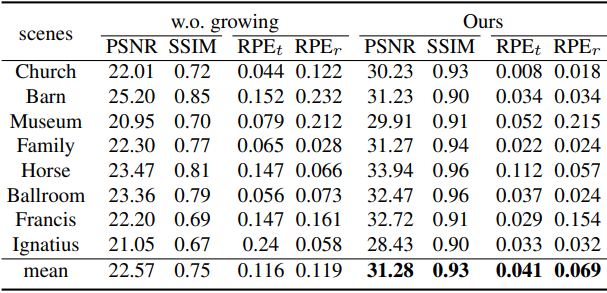 scenes w.o. growing Ours
PSNR SSIM RPEt RPEr PSNR SSIM RPEt RPEr
Church 22.01 0.72 0.044 0.122 30.23 0.93 0.008 0.018
Barn 25.20 0.85 0.152 0.232 31.23 0.90 0.034 0.034
Museum 20.95 0.70 0.079 0.212 29.91 0.91 0.052 0.215
Family 22.30 0.77 0.065 0.028 31.27 0.94 0.022 0.024
Horse 23.47 0.81 0.147 0.066 33.94 0.96 0.112 0.057
Ballroom 23.36 0.79 0.056 0.073 32.47 0.96 0.037 0.024
Francis 22.20 0.69 0.147 0.161 32.72 0.91 0.029 0.154
Ignatius 21.05 0.67 0.24 0.058 28.43 0.90 0.033 0.032
mean 22.57 0.75 0.116 0.119 31.28 0.93 0.041 0.069